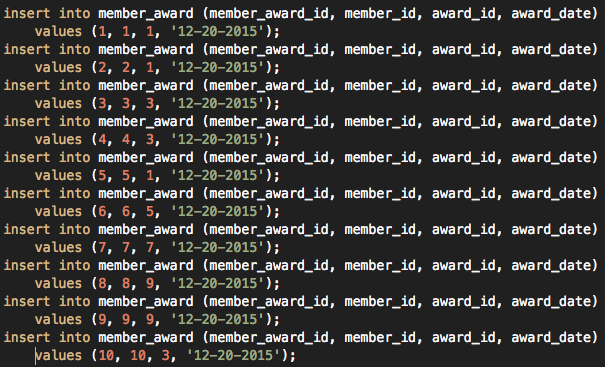 insert into member_award (member_award_id, member_id, award_id, award_date)
values (1, 1, 1, '12-20-2015');
insert into member_award (member_award_id, member_id, award_id, award_date)
values (2, 2, 1, '12-20-2015');
insert into member_award (member_award_id, member_id, award_id, award_date)
values (3, 3, 3, '12-20-2015');
insert into member_award (member_award_id, member_id, award_id, award_date)
values (4, 4, 3, '12-20-2015');
insert into member_award (member_award_id, member_id, award_id, award_date)
values (5, 5, 1, '12-20-2015');
insert into member_award (member_award_id, member_id, award_id, award_date)
values (6, 6, 5, '12-20-2015');
insert into member_award (member_award_id, member_id, award_id, award_date)
values (7, 7, 7, '12-20-2015');
insert into member_award (member_award_id, member_id, award_id, award_date)
values (8, 8, 9, '12-20-2015');
insert into member_award (member_award_id, member_id, award_id, award_date)
values (9, 9, 9, '12-20-2015');
insert into member_award (member_award_id, member_id, award_id, award_date)
values (10, 10, 3, '12-20-2015');